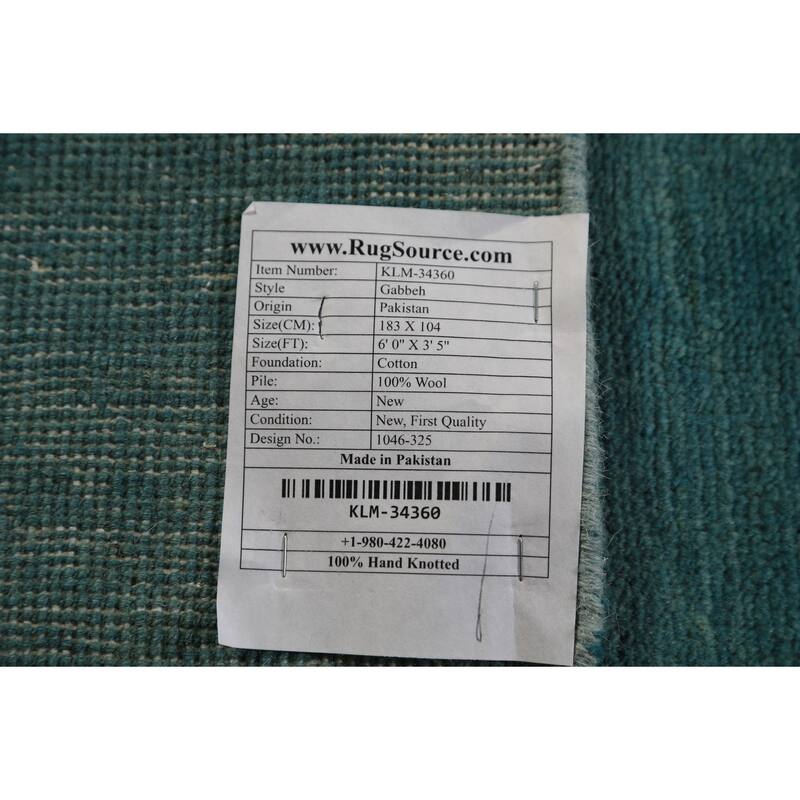 www.RugSource.com
Item Number: KLM-34360
Style Gabbeh
Origin Pakistan
Size(CM): 183 X 104
Size(FT): 6' 0" X 3' 5"
Foundation: Cotton
Pile: 100% Wool
Age: New
Condition: New, First Quality
Design No.: 1046-325
Made in Pakistan
KLM-34360
+1-980-422-4080
100% Hand Knotted